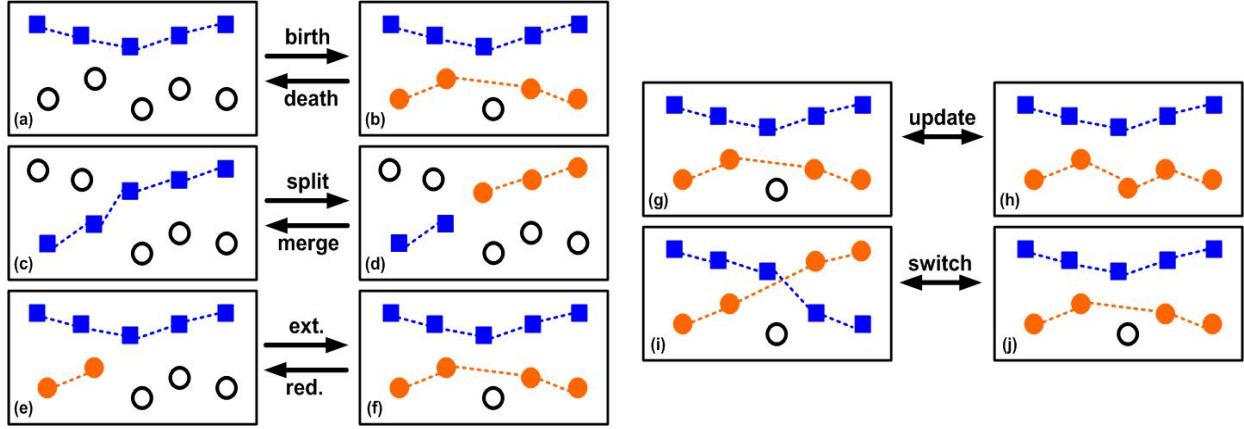 birth
death
(a)
(b)
split
merge
(c)
(d)
ext.
red.
(e)
(f)
update
(g)
(h)
switch
(i)
(j)